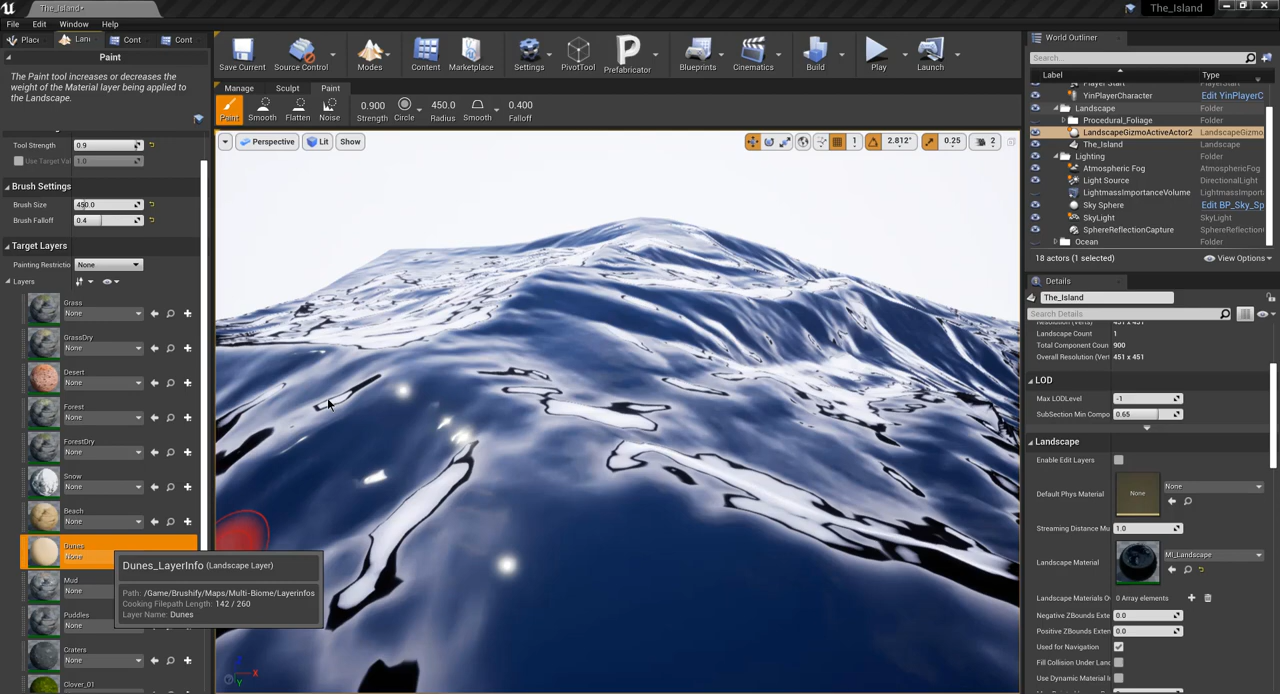 The_Island•
The_Island
File Edit Window Help
Place
Lan
Cont
Cont
Paint
The Paint tool increases or decreases the
weight of the Material layer being applied to
the Landscape.
Tool Strength 0.9
Use Target Val 1.0
Brush Settings
Brush Size 450.0
Brush Falloff 0.4
Target Layers
Painting Restrictio None
Layers
Grass
None
GrassDry
None
Desert
None
Forest
None
ForestDry
None
Snow
None
Beach
None
Dunes
None
Mud
None
Puddles
None
Craters
None
Clover_01
Dunes_LayerInfo (Landscape Layer)
Path: /Game/Brushify/Maps/Multi-Biome/Layerinfos
Cooking Filepath Length: 142 / 260
Layer Name: Dunes
Save Current
Source Control
Modes
Content
Marketplace
Settings
PivotTool
Prefabricator
Blueprints
Cinematics
Build
Play
Launch
Manage Sculpt Paint
Paint Smooth Flatten Noise
0.900
Strength
Circle
450.0
Radius
Smooth
0.400
Falloff
Perspective Lit Show
1 2.812° 0.25 2
World Outliner
Search...
Label Type
Player Start
YinPlayerCharacter Edit YinPlayerC
Landscape Folder
Procedural_Foliage Folder
LandscapeGizmoActiveActor2 LandscapeGizmo
The_Island Landscape
Lighting Folder
Atmospheric Fog AtmosphericFog
Light Source DirectionalLight
LightmassImportanceVolume LightmassImporta
Sky Sphere Edit BP_Sky_Sp
SkyLight SkyLight
SphereReflectionCapture SphereReflection
Ocean Folder
18 actors (1 selected)
View Options
Details
The_Island
Search Details
Resolution (Verts) 451 x 451
Landscape Count 1
Total Component Coun 900
Overall Resolution (Vert 451 x 451
LOD
Max LODLevel -1
SubSection Min Compo 0.65
Landscape
Enable Edit Layers
Default Phys Material None None
Streaming Distance Mu 1.0
Landscape Material MI_Landscape
Landscape Materials O 0 Array elements
Negative ZBounds Exte 0.0
Positive ZBounds Exten 0.0
Used for Navigation
Fill Collision Under Land
Use Dynamic Material I